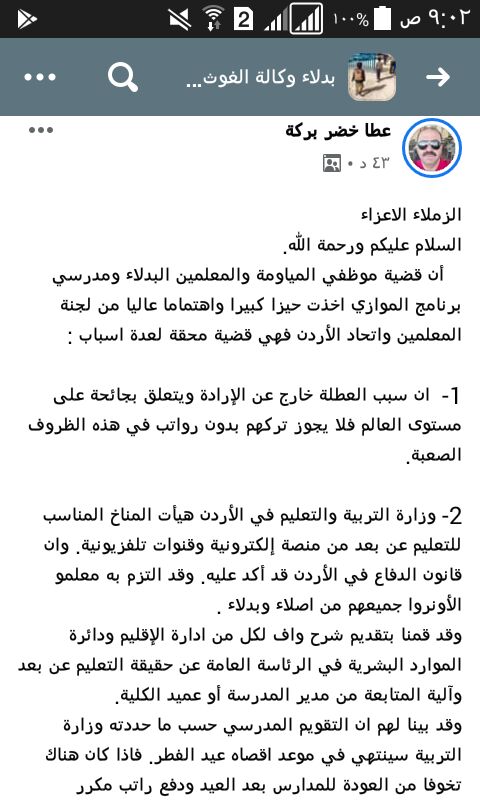 ٩:٠٢ ص ١٠٠% 2
بدلاء وكالة الغوث...
عطا خضر بركة
٤٣ د •
الزملاء الاعزاء
السلام عليكم ورحمة الله.
أن قضية موظفي المياومة والمعلمين البدلاء ومدرسي
برنامج الموازي اخذت حيزا كبيرا واهتماما عاليا من لجنة
المعلمين واتحاد الأردن فهي قضية محقة لعدة اسباب :
1- ان سبب العطلة خارج عن الإرادة ويتعلق بجائحة على
مستوى العالم فلا يجوز تركهم بدون رواتب في هذه الظروف
الصعبة.
2- وزارة التربية والتعليم في الأردن هيأت المناخ المناسب
للتعليم عن بعد من منصة إلكترونية وقنوات تلفزيونية. وان
قانون الدفاع في الأردن قد أكد عليه. وقد التزم به معلمو
الأونروا جميعهم من اصلاء وبدلاء .
وقد قمنا بتقديم شرح واف لكل من ادارة الإقليم ودائرة
الموارد البشرية في الرئاسة العامة عن حقيقة التعليم عن بعد
وآلية المتابعة من مدير المدرسة أو عميد الكلية.
وقد بينا لهم ان التقويم المدرسي حسب ما حددته وزارة
التربية سينتهي في موعد اقصاه عيد الفطر. فاذا كان هناك
تخوفا من العودة للمدارس بعد العيد ودفع راتب مكرر